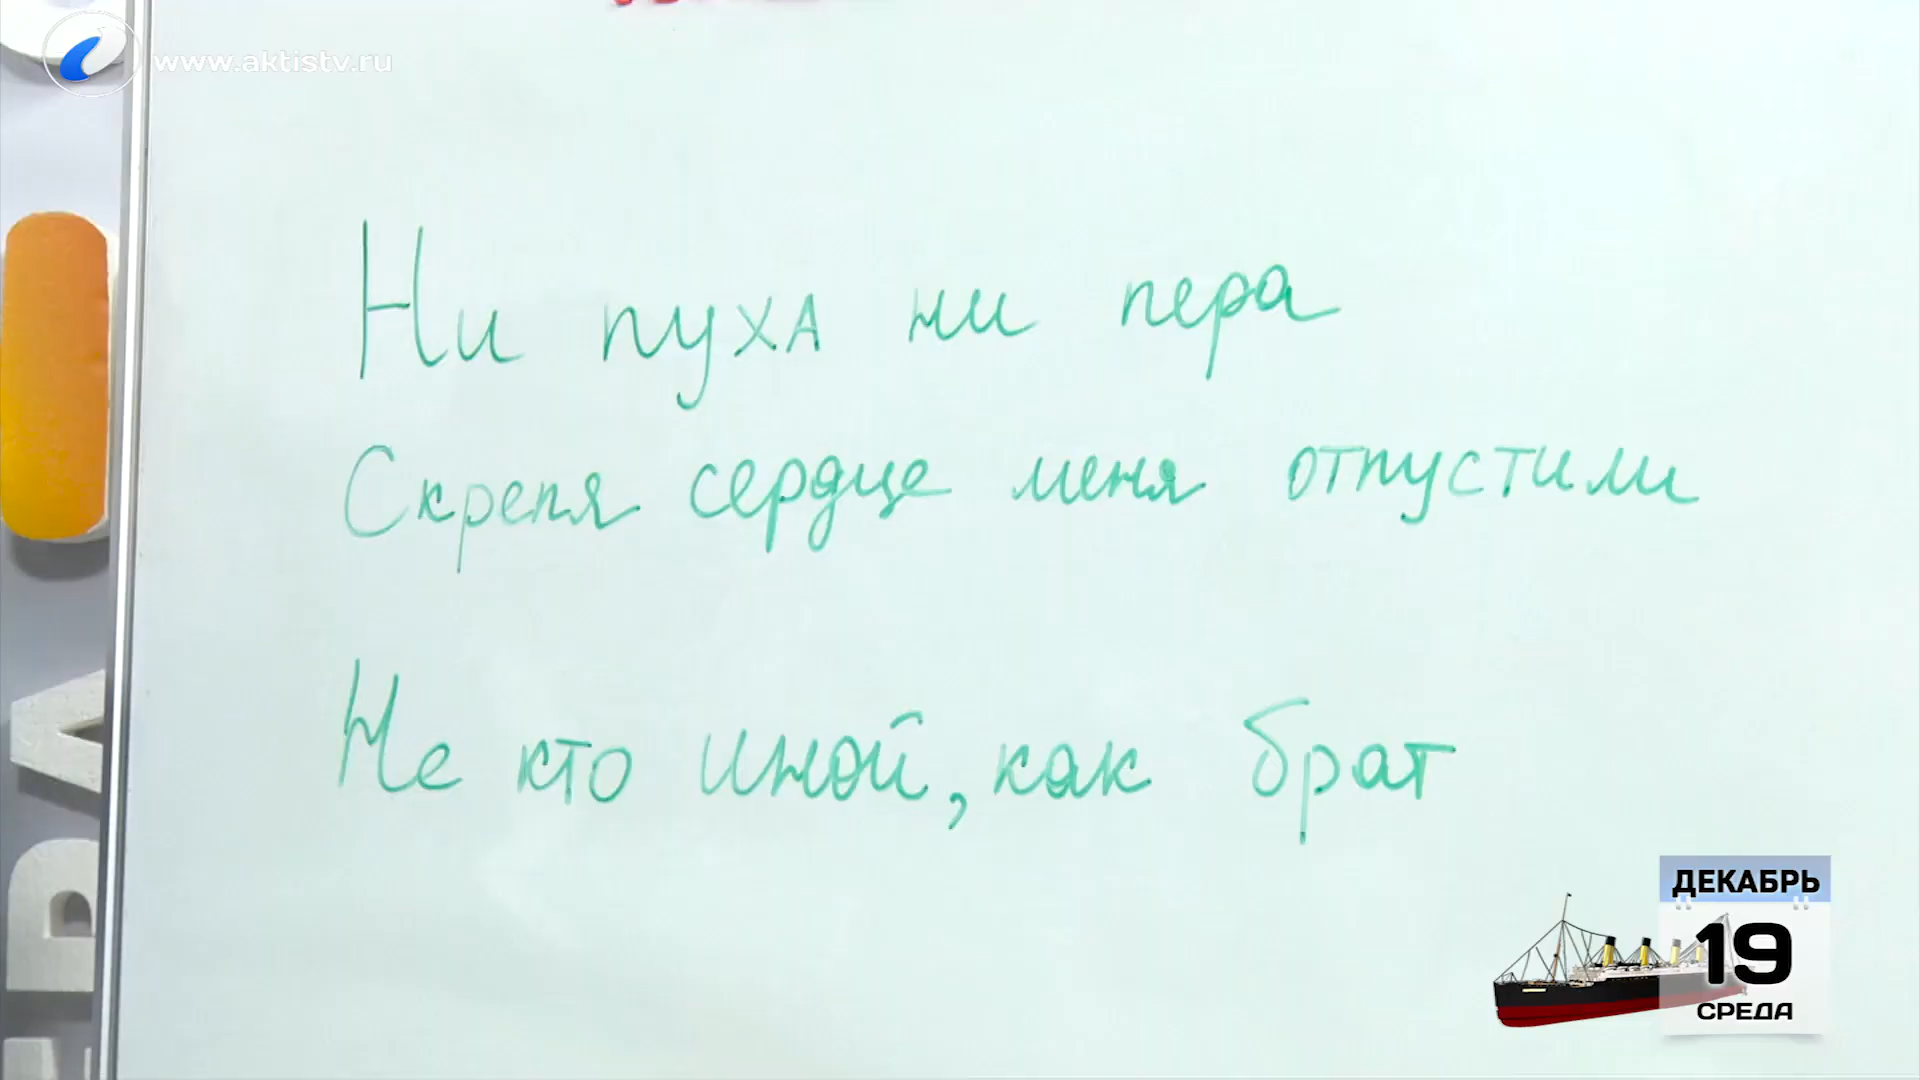 www.aktistv.ru
Ни пуха ни пера
Скрепя сердце меня отпустили
Не кто иной, как брат
ДЕКАБРЬ
19
СРЕДА